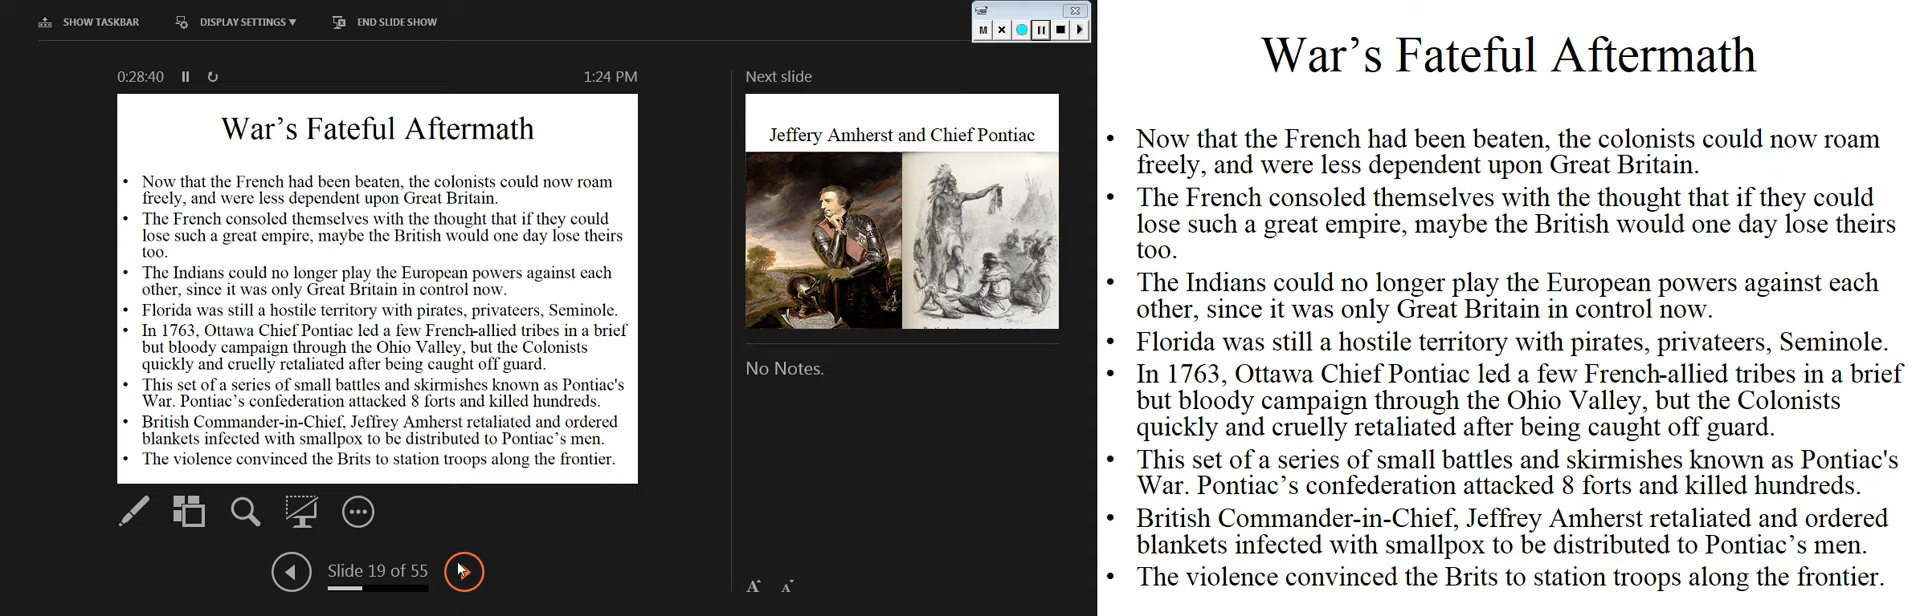 SHOW TASKBAR
DISPLAY SETTINGS ▼
END SLIDE SHOW
M
0:28:40
1:24 PM
War’s Fateful Aftermath
• Now that the French had been beaten, the colonists could now roam
freely, and were less dependent upon Great Britain.
• The French consoled themselves with the thought that if they could
lose such a great empire, maybe the British would one day lose theirs
too.
• The Indians could no longer play the European powers against each
other, since it was only Great Britain in control now.
• Florida was still a hostile territory with pirates, privateers, Seminole.
• In 1763, Ottawa Chief Pontiac led a few French-allied tribes in a brief
but bloody campaign through the Ohio Valley, but the Colonists
quickly and cruelly retaliated after being caught off guard.
• This set of a series of small battles and skirmishes known as Pontiac's
War. Pontiac’s confederation attacked 8 forts and killed hundreds.
• British Commander-in-Chief, Jeffrey Amherst retaliated and ordered
blankets infected with smallpox to be distributed to Pontiac’s men.
• The violence convinced the Brits to station troops along the frontier.
Slide 19 of 55
Next slide
Jeffery Amherst and Chief Pontiac
No Notes.
A A
War’s Fateful Aftermath
• Now that the French had been beaten, the colonists could now roam
freely, and were less dependent upon Great Britain.
• The French consoled themselves with the thought that if they could
lose such a great empire, maybe the British would one day lose theirs
too.
• The Indians could no longer play the European powers against each
other, since it was only Great Britain in control now.
• Florida was still a hostile territory with pirates, privateers, Seminole.
• In 1763, Ottawa Chief Pontiac led a few French-allied tribes in a brief
but bloody campaign through the Ohio Valley, but the Colonists
quickly and cruelly retaliated after being caught off guard.
• This set of a series of small battles and skirmishes known as Pontiac's
War. Pontiac’s confederation attacked 8 forts and killed hundreds.
• British Commander-in-Chief, Jeffrey Amherst retaliated and ordered
blankets infected with smallpox to be distributed to Pontiac’s men.
• The violence convinced the Brits to station troops along the frontier.